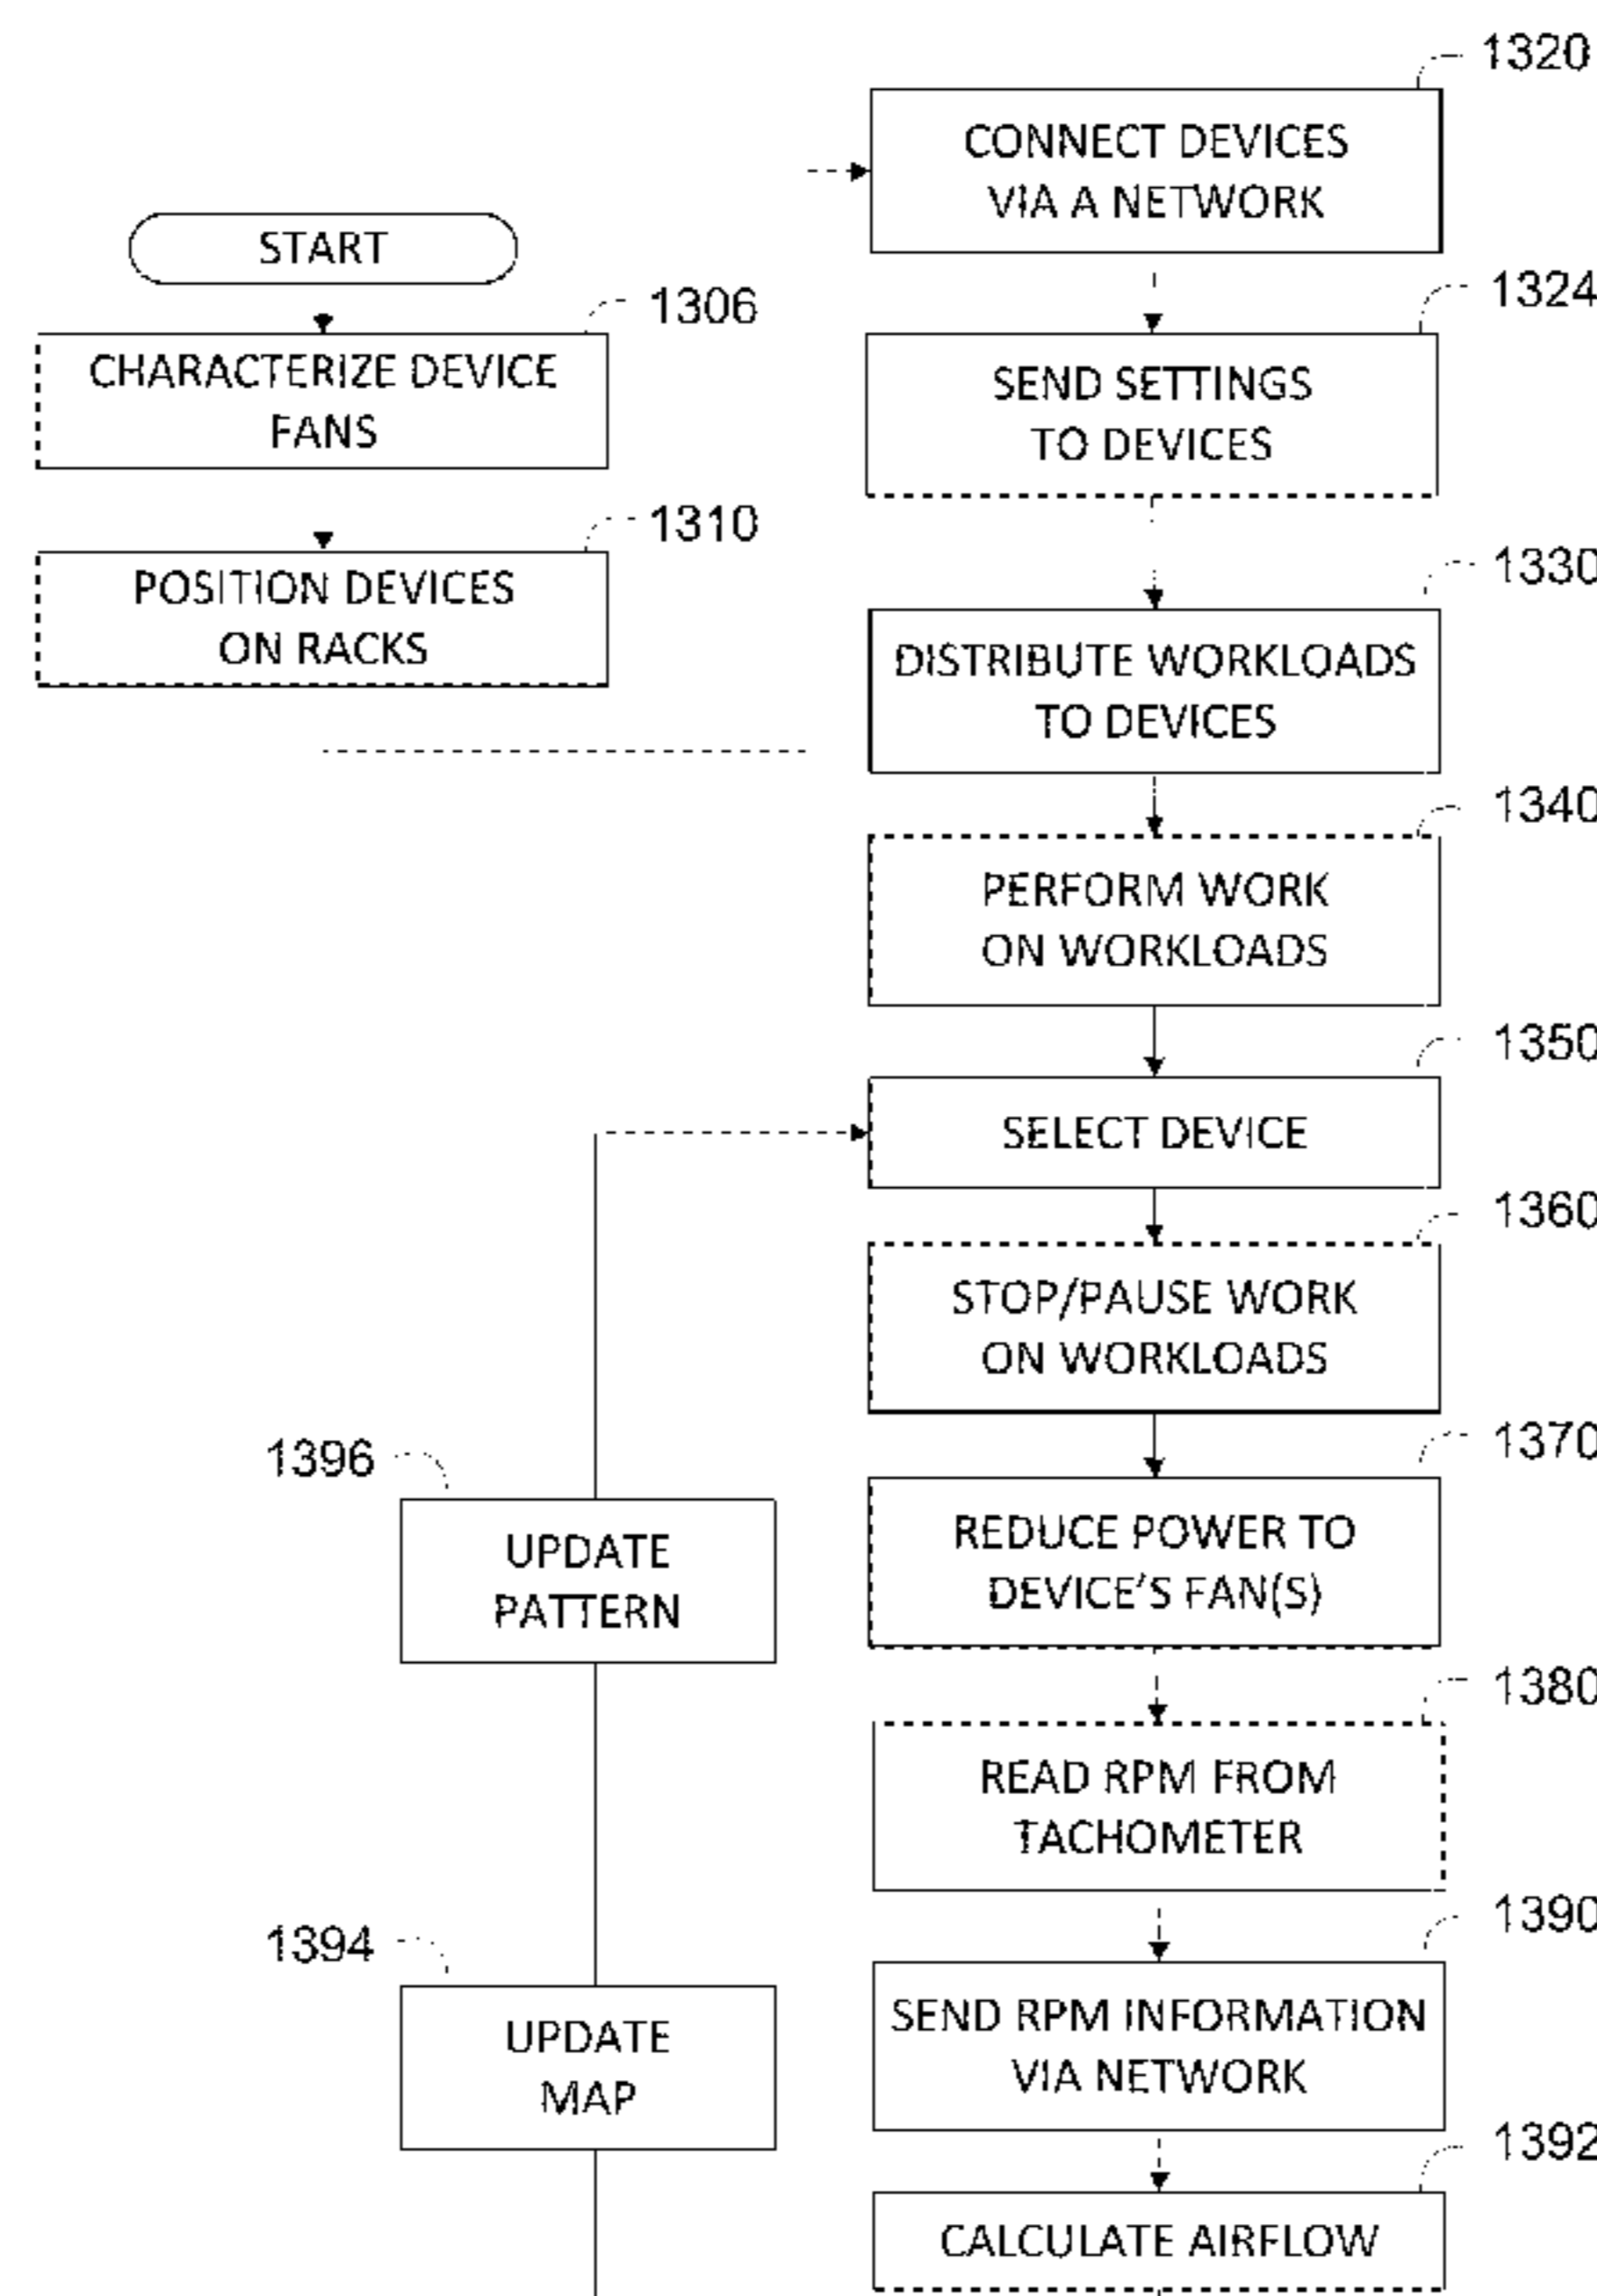 START
1306
CHARACTERIZE DEVICE
FANS
1310
POSITION DEVICES
ON RACKS
1320
CONNECT DEVICES
VIA A NETWORK
1324
SEND SETTINGS
TO DEVICES
1330
DISTRIBUTE WORKLOADS
TO DEVICES
1340
PERFORM WORK
ON WORKLOADS
1350
SELECT DEVICE
1360
STOP/PAUSE WORK
ON WORKLOADS
1370
REDUCE POWER TO
DEVICE'S FAN(S)
1380
READ RPM FROM
TACHOMETER
1390
SEND RPM INFORMATION
VIA NETWORK
1392
CALCULATE AIRFLOW
1394
UPDATE
MAP
1396
UPDATE
PATTERN